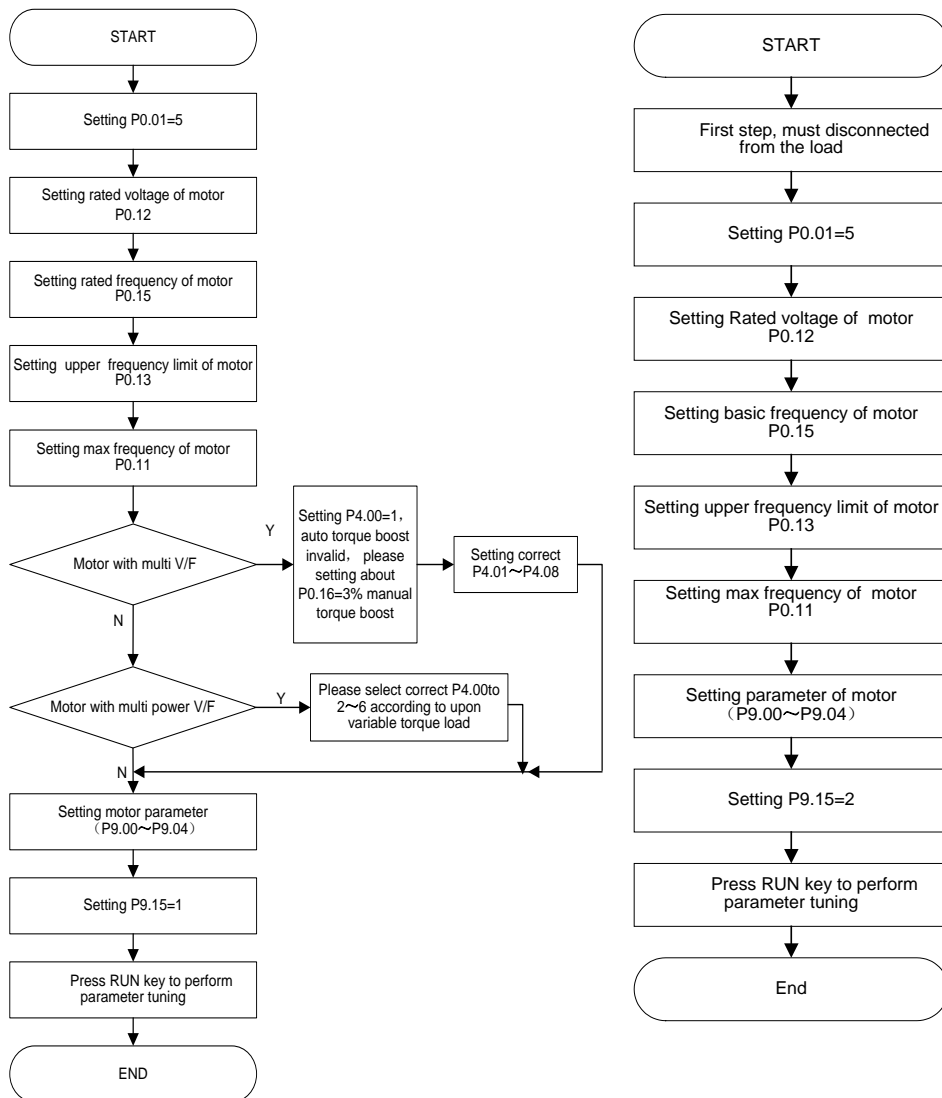 START
Setting P0.01=5
Setting rated voltage of motor
P0.12
Setting rated frequency of motor
P0.15
Setting upper frequency limit of motor
P0.13
Setting max frequency of motor
P0.11
Motor with multi V/F
Y
N
Setting P4.00=1,
auto torque boost
invalid, please
setting about
P0.16=3% manual
torque boost
Setting correct
P4.01～P4.08
Motor with multi power V/F
Y
N
Please select correct P4.00to
2～6 according to upon
variable torque load
Setting motor parameter
（P9.00～P9.04）
Setting P9.15=1
Press RUN key to perform
parameter tuning
END
START
First step, must disconnected
from the load
Setting P0.01=5
Setting Rated voltage of motor
P0.12
Setting basic frequency of motor
P0.15
Setting upper frequency limit of motor
P0.13
Setting max frequency of motor
P0.11
Setting parameter of motor
（P9.00～P9.04）
Setting P9.15=2
Press RUN key to perform
parameter tuning
End